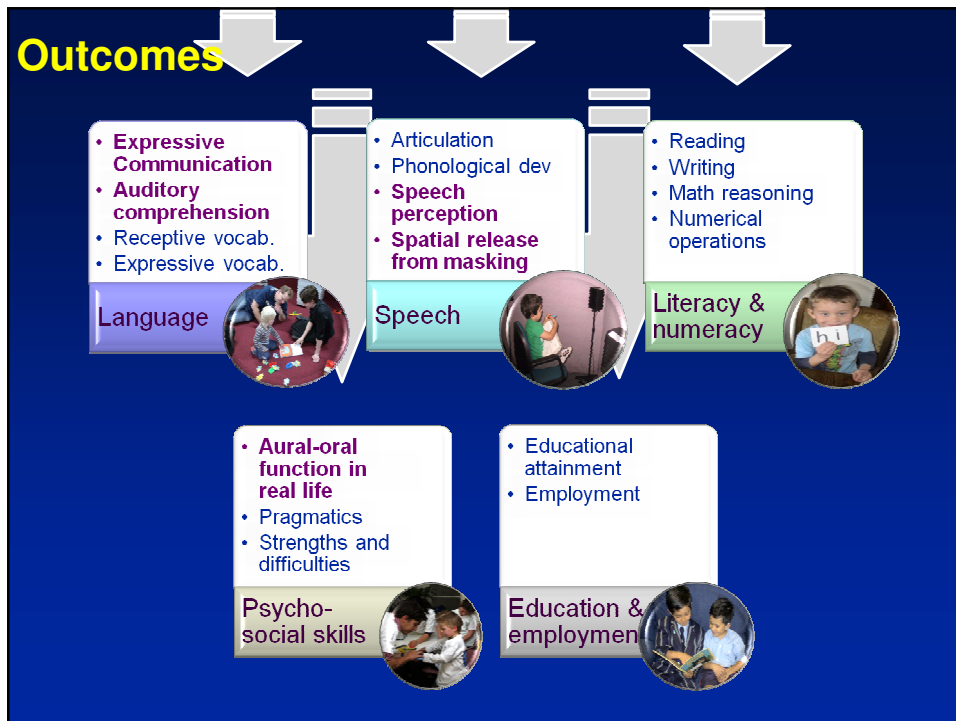 Outcomes
• Expressive
Communication
• Auditory
comprehension
• Receptive vocab.
• Expressive vocab.
Language
• Articulation
• Phonological dev
• Speech
perception
• Spatial release
from masking
Speech
• Reading
• Writing
• Math reasoning
• Numerical
operations
Literacy &
numeracy
hi
• Aural-oral
function in
real life
• Pragmatics
• Strengths and
difficulties
Psycho-
social skills
• Educational
attainment
• Employment
Education &
employmen